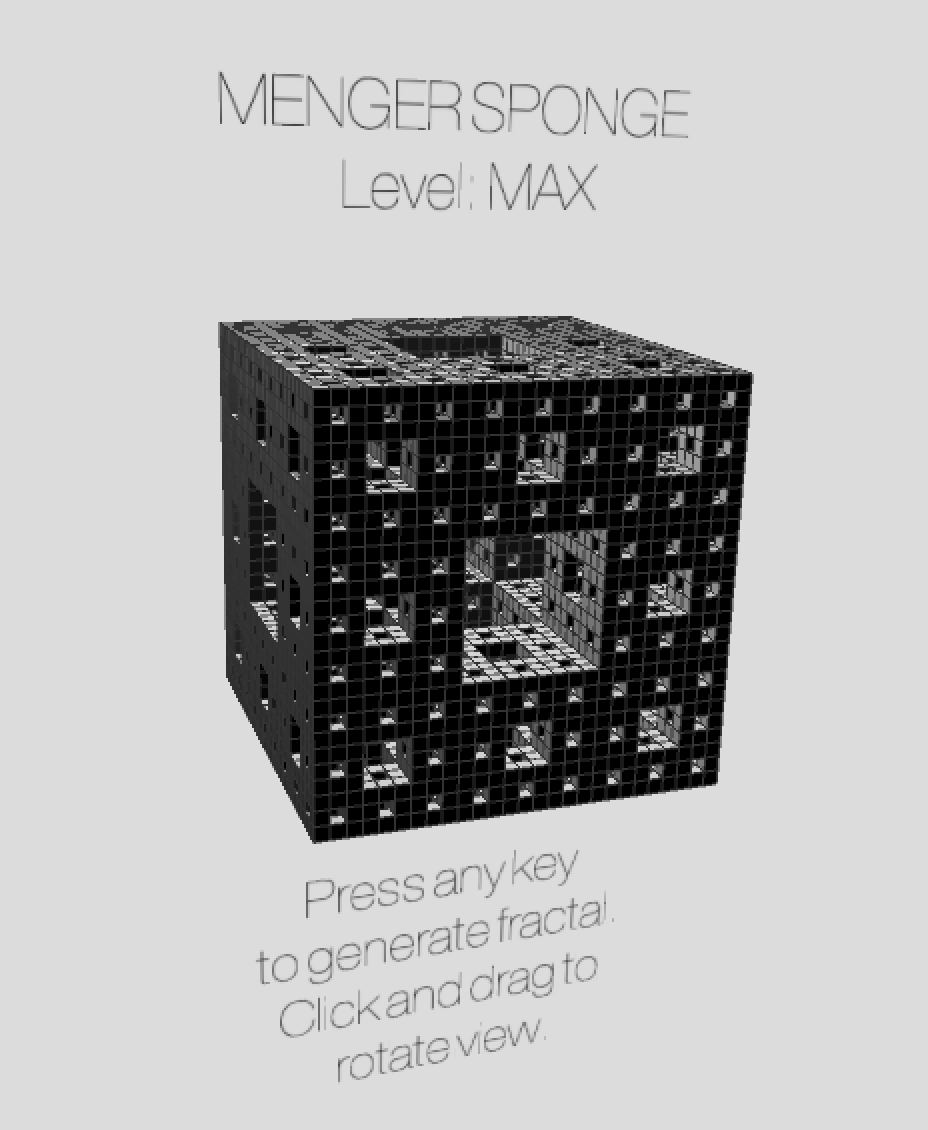 MENGER SPONGE
Level: MAX
Press any key
to generate fractal.
Click and drag to
rotate view.